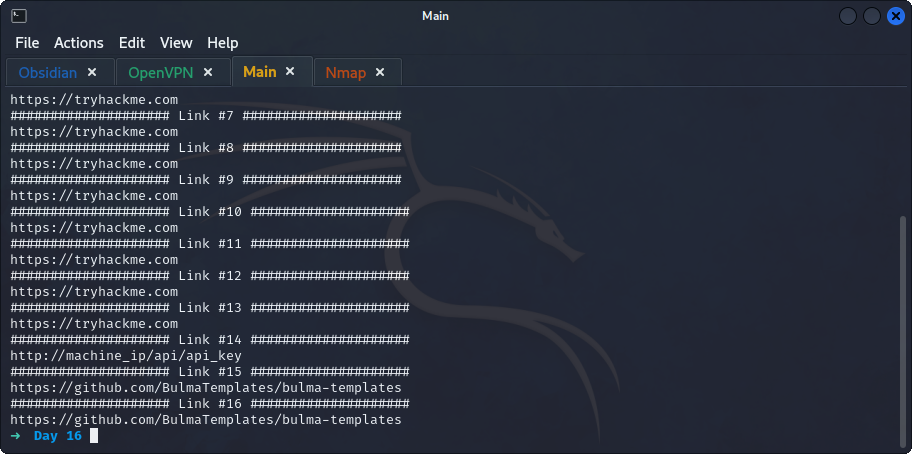 Main
File Actions Edit View Help
Obsidian × OpenVPN × Main × Nmap ×
https://tryhackme.com
#################### Link #7 ####################
https://tryhackme.com
#################### Link #8 ####################
https://tryhackme.com
#################### Link #9 ####################
https://tryhackme.com
#################### Link #10 ####################
https://tryhackme.com
#################### Link #11 ####################
https://tryhackme.com
#################### Link #12 ####################
https://tryhackme.com
#################### Link #13 ####################
https://tryhackme.com
#################### Link #14 ####################
http://machine_ip/api/api_key
#################### Link #15 ####################
https://github.com/BulmaTemplates/bulma-templates
#################### Link #16 ####################
https://github.com/BulmaTemplates/bulma-templates
→ Day 16